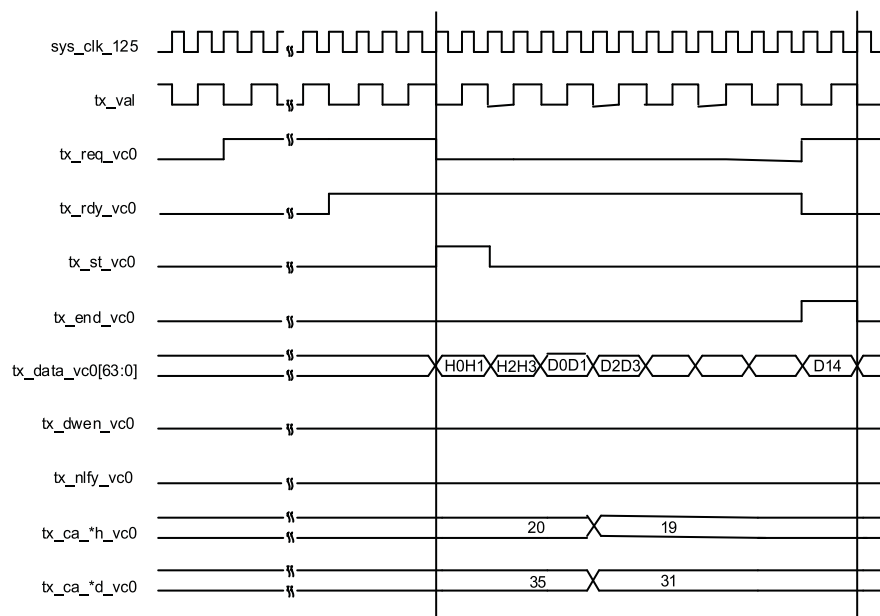 sys_clk_125
tx_val
tx_req_vc0
tx_rdy_vc0
tx_st_vc0
tx_end_vc0
tx_data_vc0[63:0] H0H1 H2H3 D0D1 D2D3 D14
tx_dwen_vc0
tx_nlfy_vc0
tx_ca_*h_vc0 20 19
tx_ca_*d_vc0 35 31